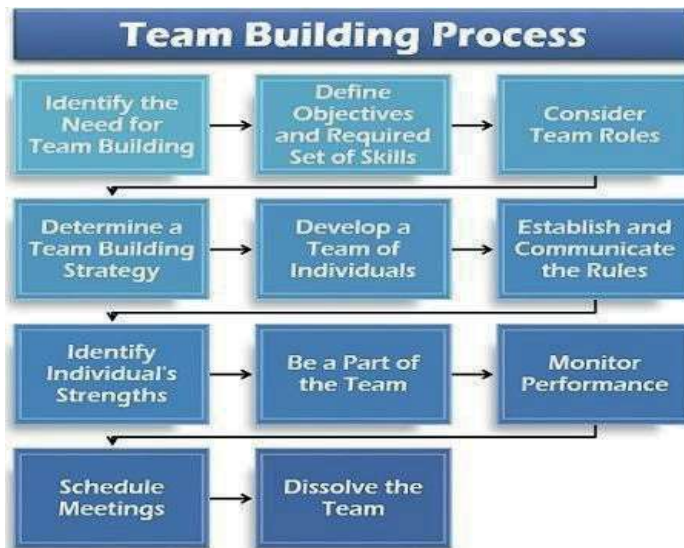 Team Building Process
Identify the
Need for
Team Building
Define
Objectives
and Required
Set of Skills
Consider
Team Roles
Determine a
Team Building
Strategy
Develop a
Team of
Individuals
Establish and
Communicate
the Rules
Identify
Individual's
Strengths
Be a Part of
the Team
Monitor
Performance
Schedule
Meetings
Dissolve the
Team